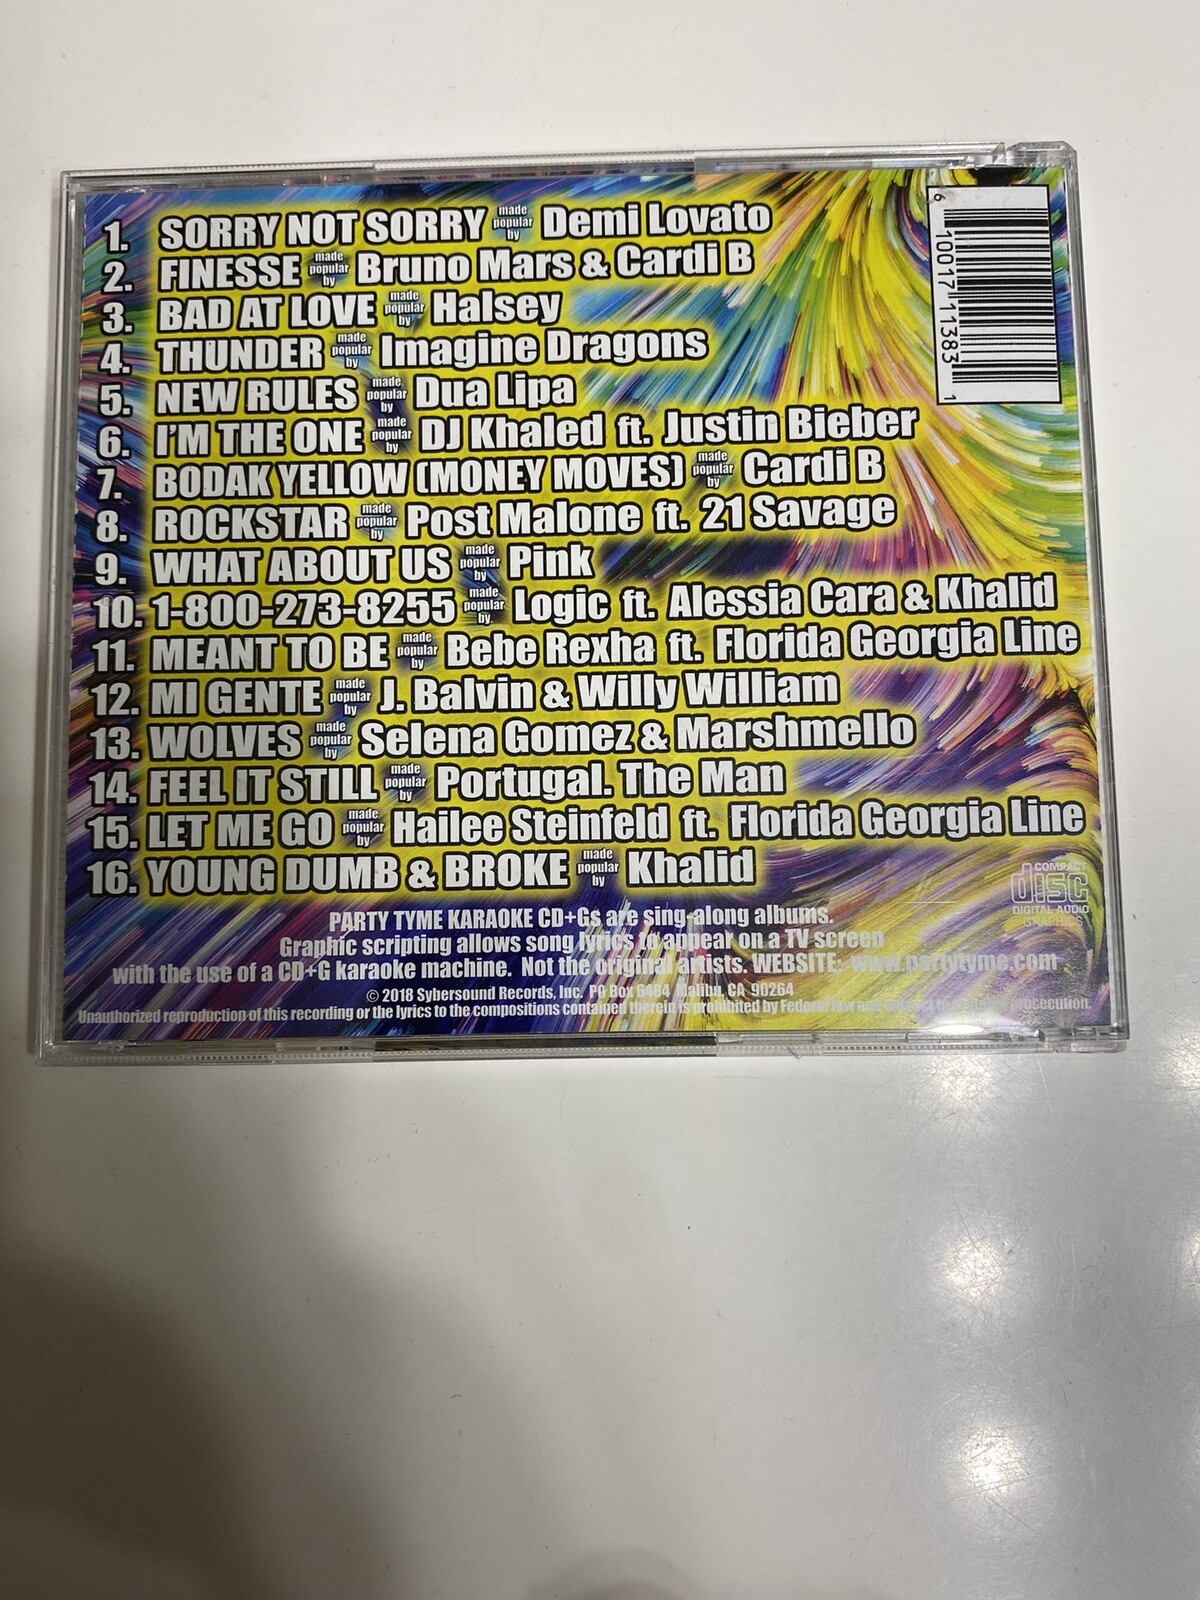 1. SORRY NOT SORRY made popular by Demi Lovato
2. FINESSE made popular by Bruno Mars & Cardi B
3. BAD AT LOVE made popular by Halsey
4. THUNDER made popular by Imagine Dragons
5. NEW RULES made popular by Dua Lipa
6. I'M THE ONE made popular by DJ Khaled ft. Justin Bieber
7. BODAK YELLOW (MONEY MOVES) made popular by Cardi B
8. ROCKSTAR made popular by Post Malone ft. 21 Savage
9. WHAT ABOUT US made popular by Pink
10. 1-800-273-8255 made popular by Logic ft. Alessia Cara & Khalid
11. MEANT TO BE made popular by Bebe Rexha ft. Florida Georgia Line
12. MI GENTE made popular by J. Balvin & Willy William
13. WOLVES made popular by Selena Gomez & Marshmello
14. FEEL IT STILL made popular by Portugal. The Man
15. LET ME GO made popular by Hailee Steinfeld ft. Florida Georgia Line
16. YOUNG DUMB & BROKE made popular by Khalid
6 10017 11383 1
COMPACT
disc
DIGITAL AUDIO
GRAPHICS
PARTY TYME KARAOKE CD+Gs are sing-along albums.
Graphic scripting allows song lyrics to appear on a TV screen
with the use of a CD+G karaoke machine. Not the original artists. WEBSITE: www.partytyme.com
© 2018 Sybersound Records, Inc. PO Box 6464 Malibu, CA 90264
Unauthorized reproduction of this recording or the lyrics to the compositions contained therein is prohibited by Federal law and prosecution.